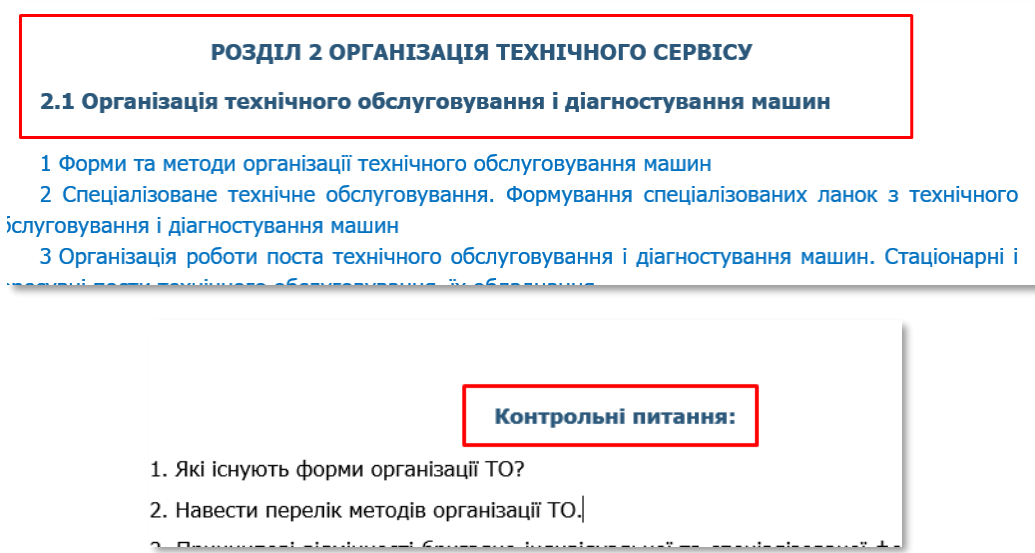 РОЗДІЛ 2 ОРГАНІЗАЦІЯ ТЕХНІЧНОГО СЕРВІСУ
2.1 Організація технічного обслуговування і діагностування машин
1 Форми та методи організації технічного обслуговування машин
2 Спеціалізоване технічне обслуговування. Формування спеціалізованих ланок з технічного
бслуговування і діагностування машин
3 Організація роботи поста технічного обслуговування і діагностування машин. Стаціонарні і
Контрольні питання:
1. Які існують форми організації ТО?
2. Навести перелік методів організації ТО.